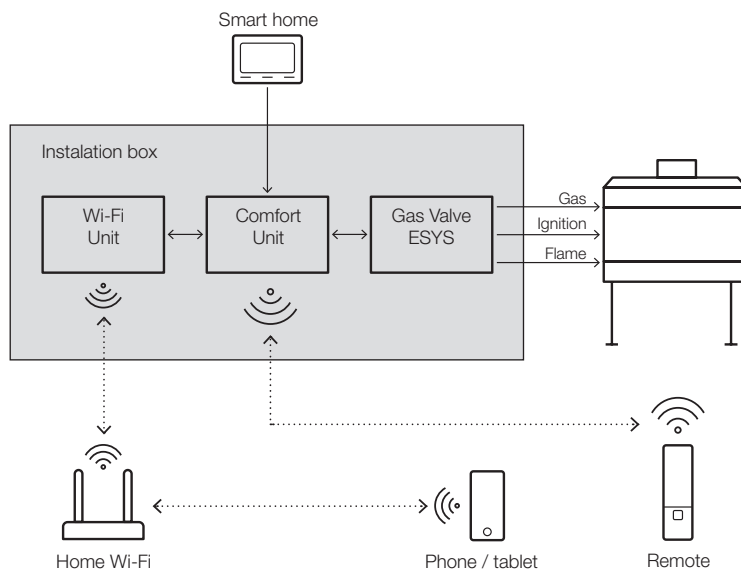 Smart home
Instalation box
Wi-Fi
Unit
Comfort
Unit
Gas Valve
ESYS
Gas
Ignition
Flame
Home Wi-Fi
Phone / tablet
Remote